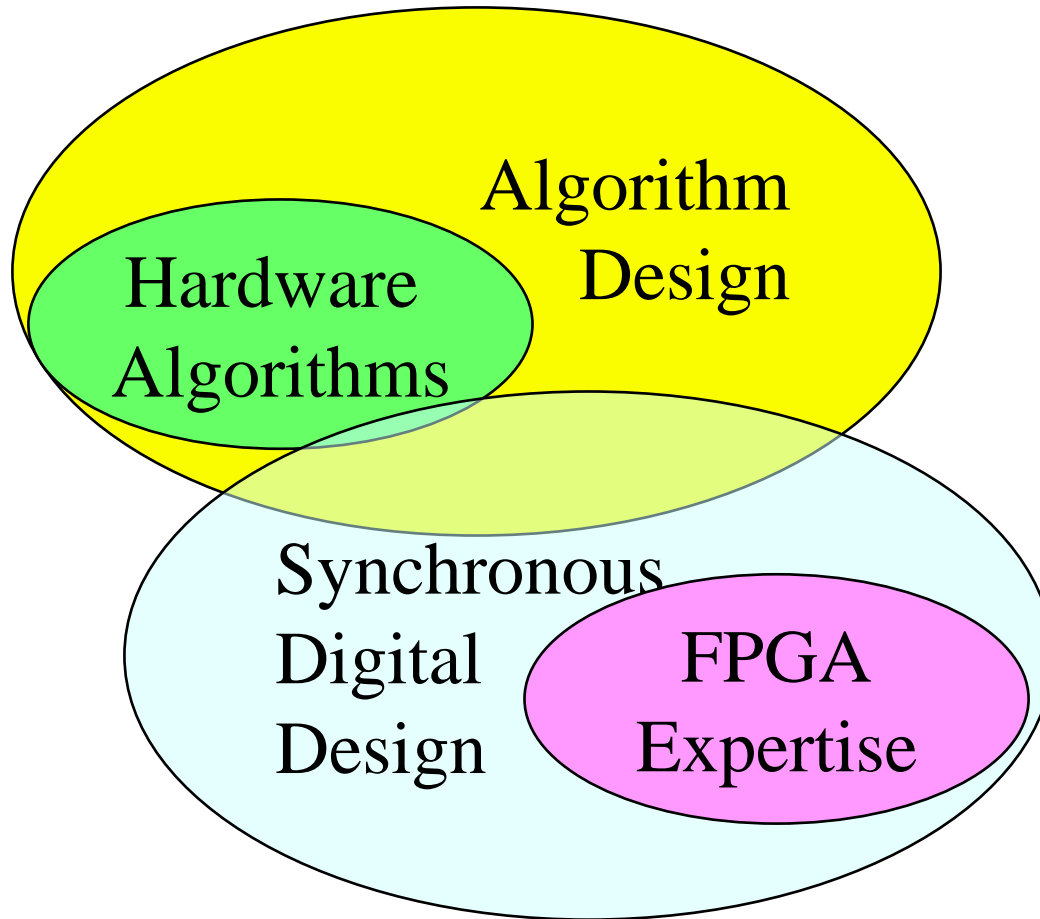 Algorithm
Design
Hardware
Algorithms
Synchronous
Digital
Design
FPGA
Expertise